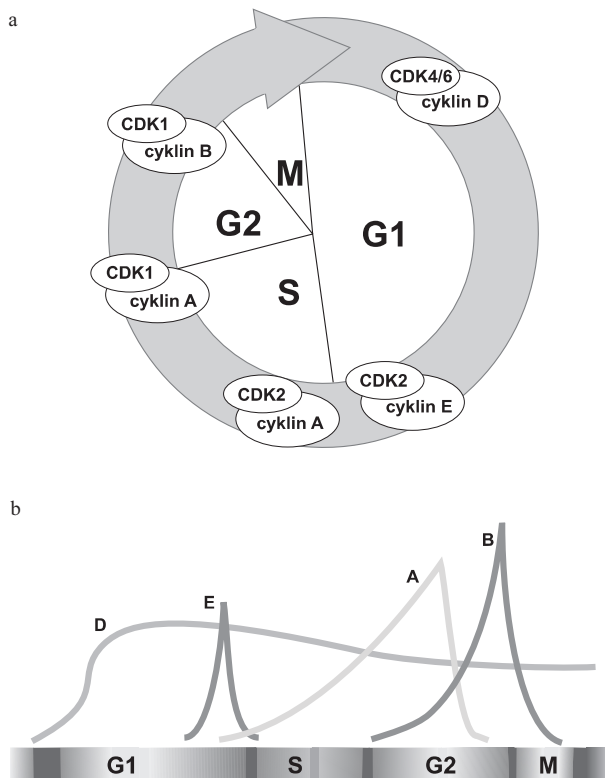 a
CDK4/6
cyklin D
CDK1
cyklin B
M
G2
G1
CDK1
cyklin A
S
CDK2
cyklin E
CDK2
cyklin A
b
B
A
E
D
G1 S G2 M